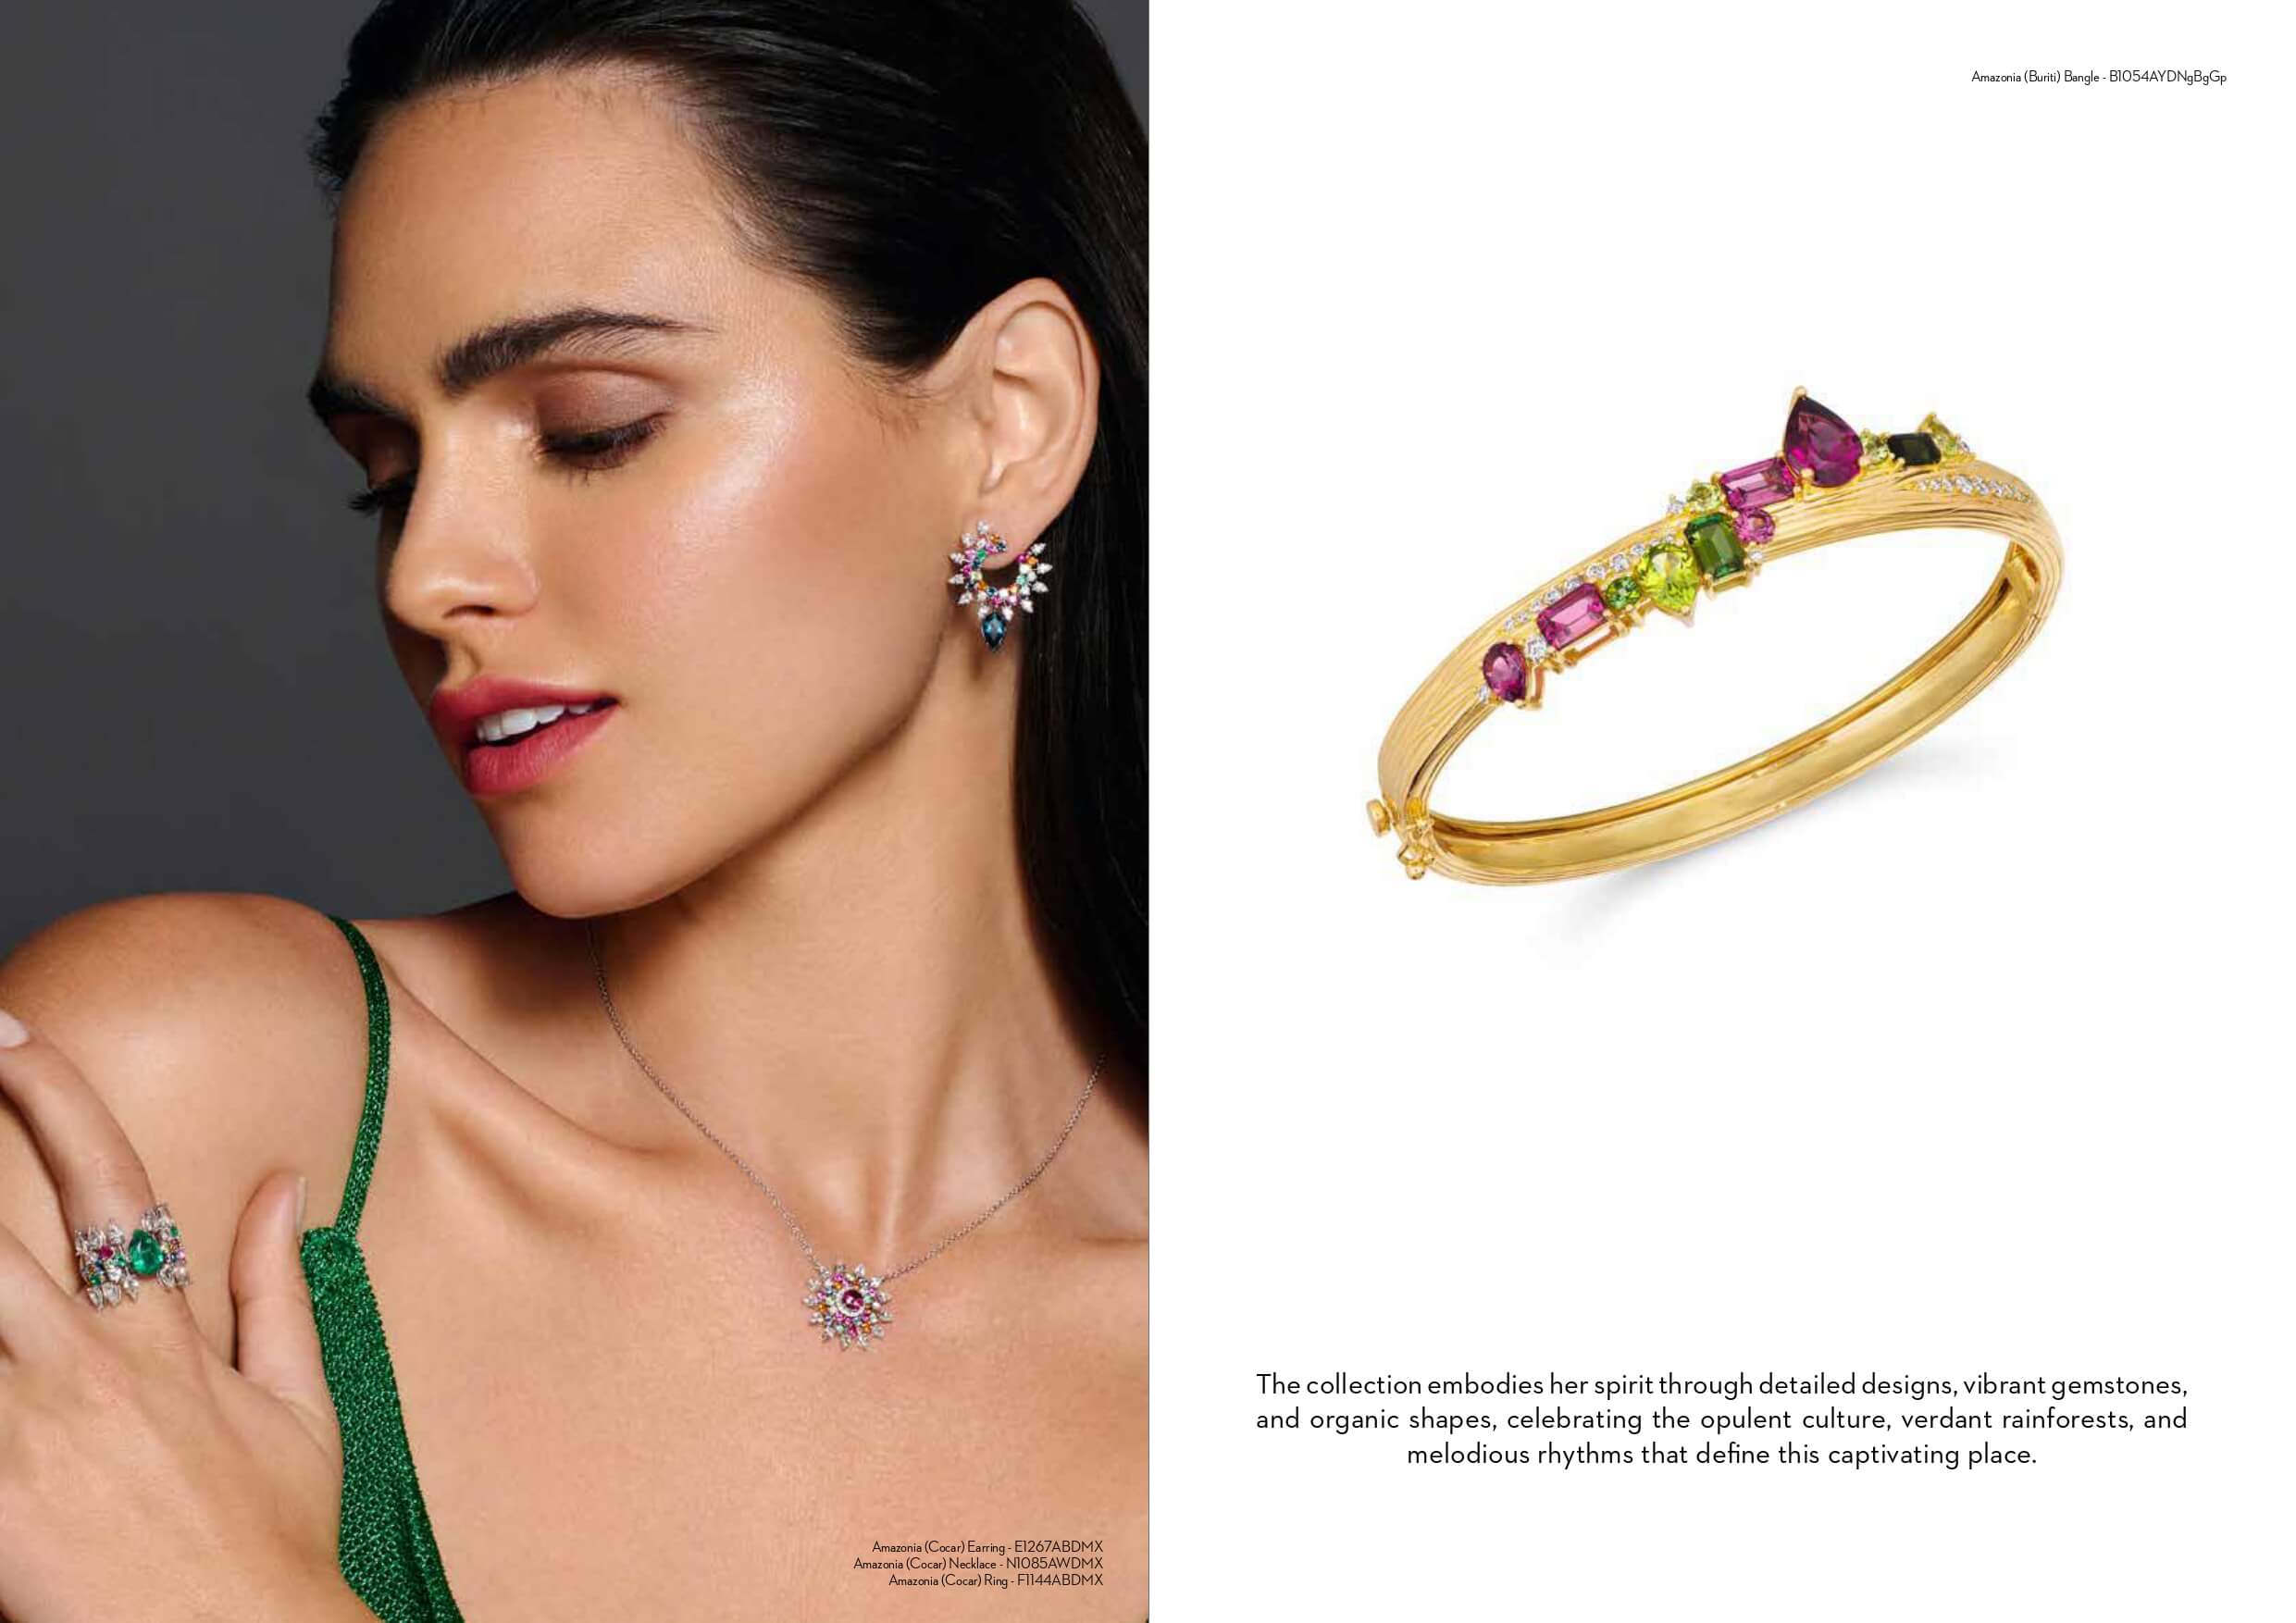 Amazonia (Buriti) Bangle - B1054AYDNgBgGp
The collection embodies her spirit through detailed designs, vibrant gemstones,
and organic shapes, celebrating the opulent culture, verdant rainforests, and
melodious rhythms that define this captivating place.
Amazonia (Cocar) Earring - E1267ABDMX
Amazonia (Cocar) Necklace - N1085AWDMX
Amazonia (Cocar) Ring - F1144ABDMX